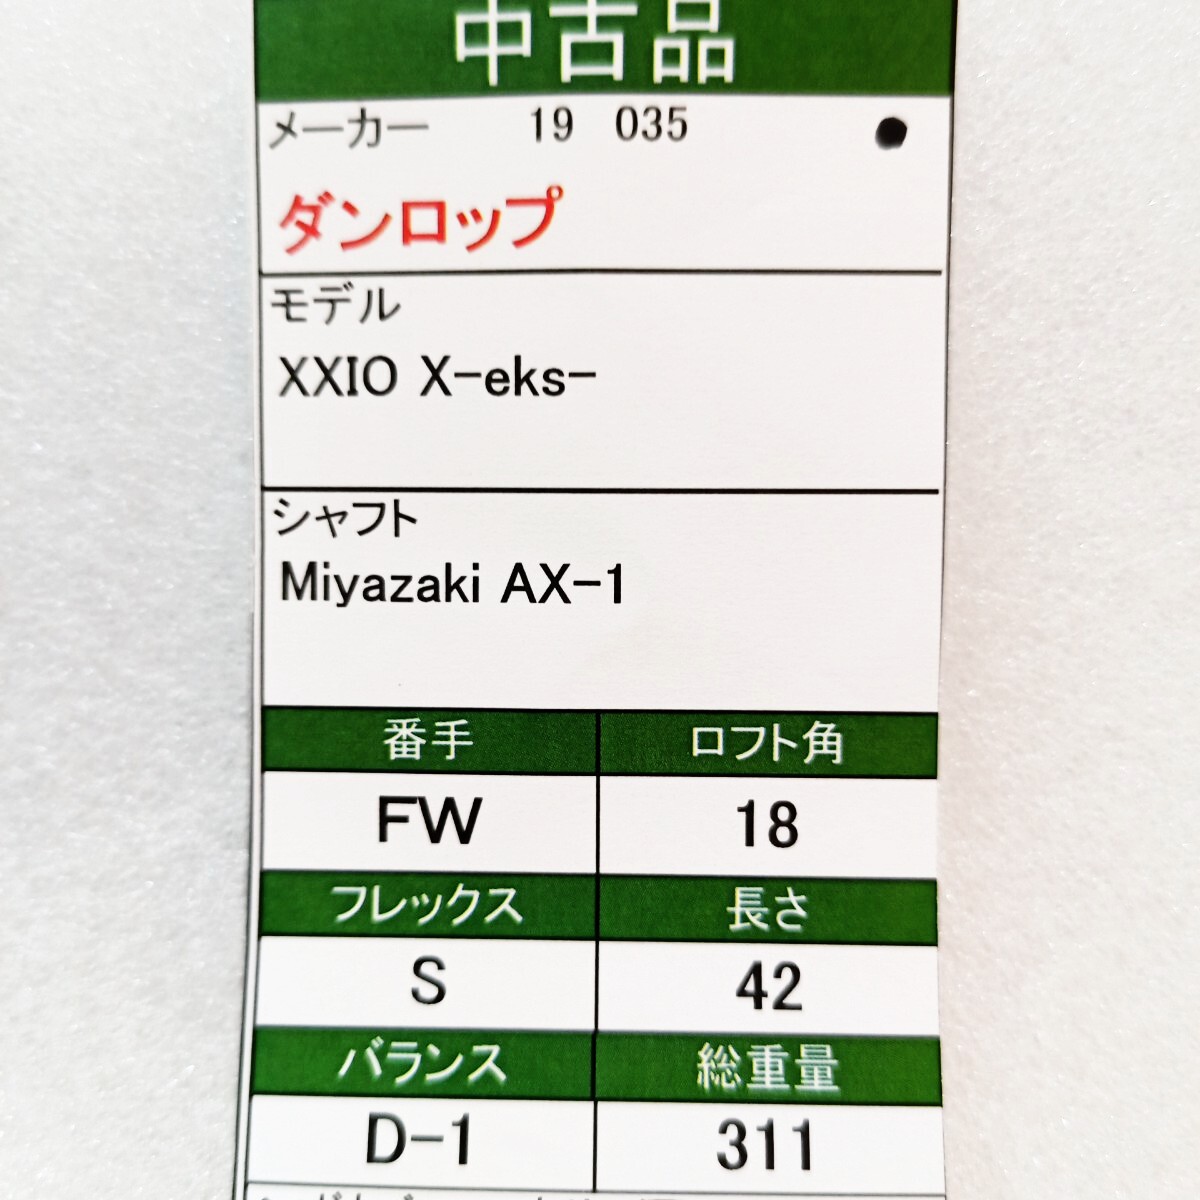 中古品
メーカー 19 035 ●
ダンロップ
モデル
XXIO X-eks-
シャフト
Miyazaki AX-1
番手 ロフト角
FW 18
フレックス 長さ
S 42
バランス 総重量
D-1 311